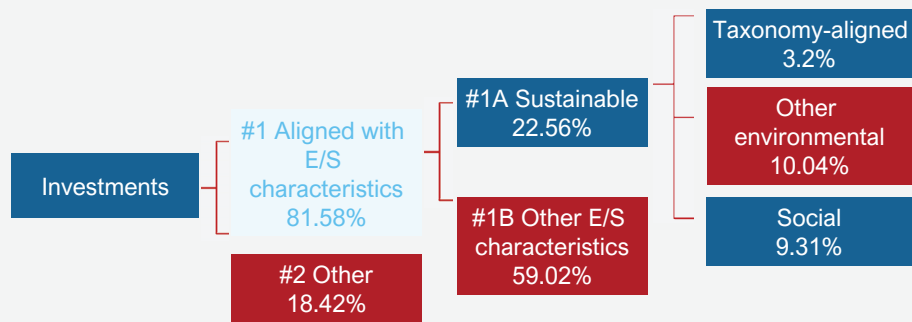 Investments
#1 Aligned with
E/S
characteristics
81.58%
#2 Other
18.42%
#1A Sustainable
22.56%
#1B Other E/S
characteristics
59.02%
Taxonomy-aligned
3.2%
Other
environmental
10.04%
Social
9.31%